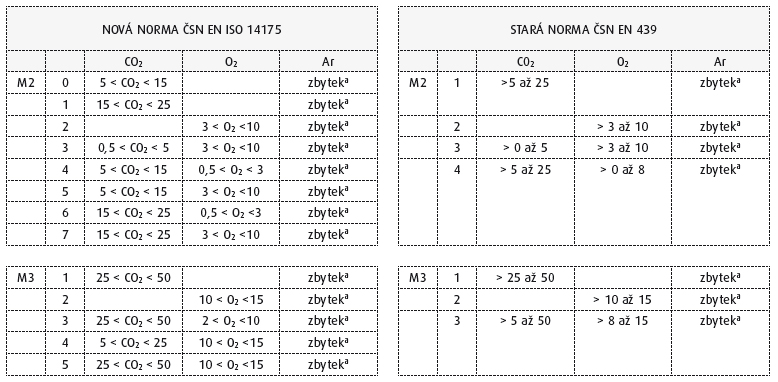 NOVÁ NORMA ČSN EN ISO 14175
CO₂ O₂ Ar
M2 0 5 < CO₂ < 15 zbytekª
1 15 < CO₂ < 25 zbytekª
2 3 < O₂ <10 zbytekª
3 0,5 < CO₂ < 5 3 < O₂ <10 zbytekª
4 5 < CO₂ < 15 0,5 < O₂ < 3 zbytekª
5 5 < CO₂ < 15 3 < O₂ <10 zbytekª
6 15 < CO₂ < 25 0,5 < O₂ <3 zbytekª
7 15 < CO₂ < 25 3 < O₂ <10 zbytekª
M3 1 25 < CO₂ < 50 zbytekª
2 10 < O₂ <15 zbytekª
3 25 < CO₂ < 50 2 < O₂ <10 zbytekª
4 5 < CO₂ < 25 10 < O₂ <15 zbytekª
5 25 < CO₂ < 50 10 < O₂ <15 zbytekª
STARÁ NORMA ČSN EN 439
CO₂ O₂ Ar
M2 1 >5 až 25 zbytekª
2 > 3 až 10 zbytekª
3 > 0 až 5 > 3 až 10 zbytekª
4 > 5 až 25 > 0 až 8 zbytekª
M3 1 > 25 až 50 zbytekª
2 > 10 až 15 zbytekª
3 > 5 až 50 > 8 až 15 zbytekª